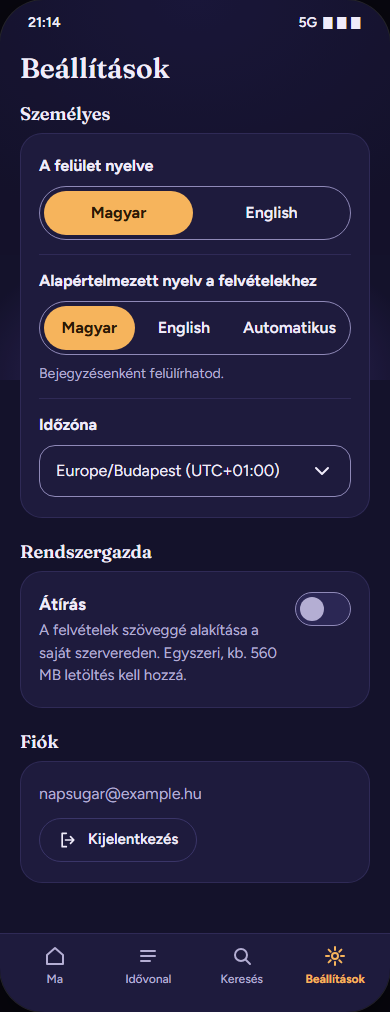 21:14
5G
Beállítások
Személyes
A felület nyelve
Magyar
English
Alapértelmezett nyelv a felvételekhez
Magyar
English
Automatikus
Bejegyzésenként felülírhatod.
Időzóna
Europe/Budapest (UTC+01:00)
Rendszergazda
Átírás
A felvételek szöveggé alakítása a
saját szervereden. Egyszeri, kb. 560
MB letöltés kell hozzá.
Fiók
napsugar@example.hu
Kijelentkezés
Ma
Idővonal
Keresés
Beállítások